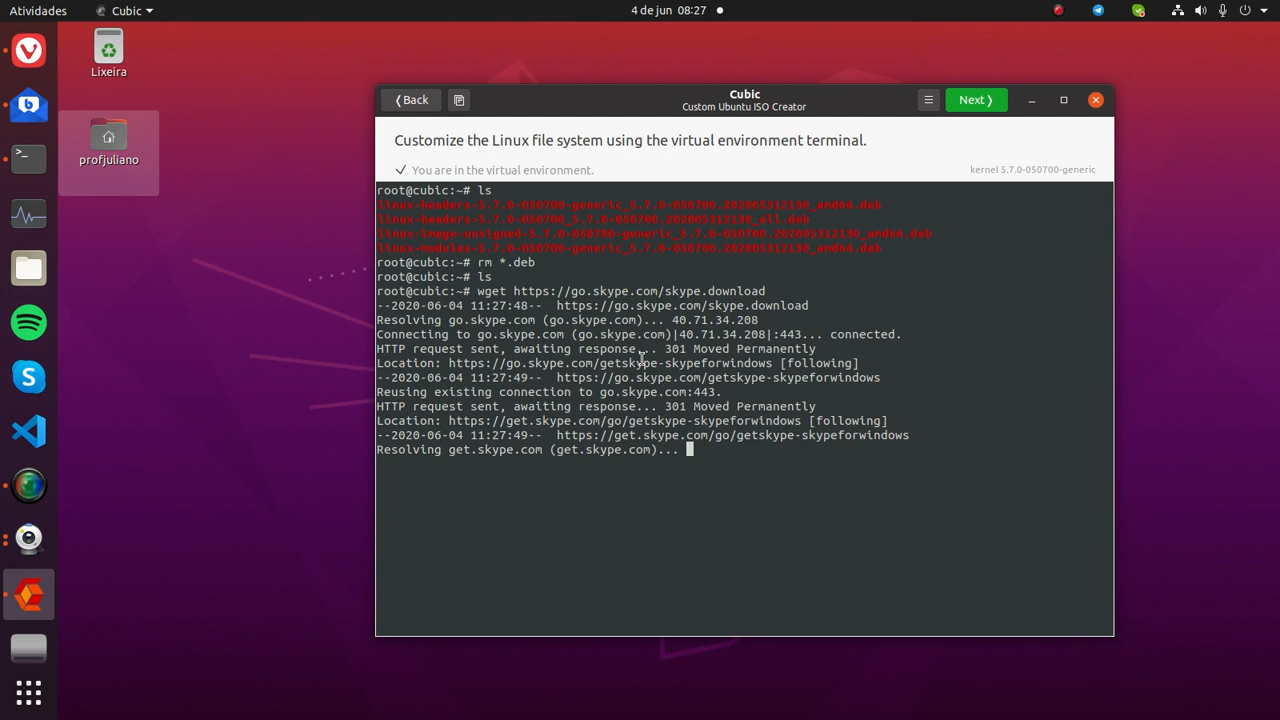 Atividades
Cubic
4 de jun 08:27
Lixeira
profjuliano
Back
Cubic
Custom Ubuntu ISO Creator
Next
Customize the Linux file system using the virtual environment terminal.
You are in the virtual environment.
kernel 5.7.0-050700-generic
root@cubic:~# ls
linux-headers-5.7.0-050700-generic_5.7.0-050700.202005312130_amd64.deb
linux-headers-5.7.0-050700_5.7.0-050700.202005312130_all.deb
linux-image-unsigned-5.7.0-050700-generic_5.7.0-050700.202005312130_amd64.deb
linux-modules-5.7.0-050700-generic_5.7.0-050700.202005312130_amd64.deb
root@cubic:~# rm *.deb
root@cubic:~# ls
root@cubic:~# wget https://go.skype.com/skype.download
--2020-06-04 11:27:48--  https://go.skype.com/skype.download
Resolving go.skype.com (go.skype.com)... 40.71.34.208
Connecting to go.skype.com (go.skype.com)|40.71.34.208|:443... connected.
HTTP request sent, awaiting response... 301 Moved Permanently
Location: https://go.skype.com/getskype-skypeforwindows [following]
--2020-06-04 11:27:49--  https://go.skype.com/getskype-skypeforwindows
Reusing existing connection to go.skype.com:443.
HTTP request sent, awaiting response... 301 Moved Permanently
Location: https://get.skype.com/go/getskype-skypeforwindows [following]
--2020-06-04 11:27:49--  https://get.skype.com/go/getskype-skypeforwindows
Resolving get.skype.com (get.skype.com)...